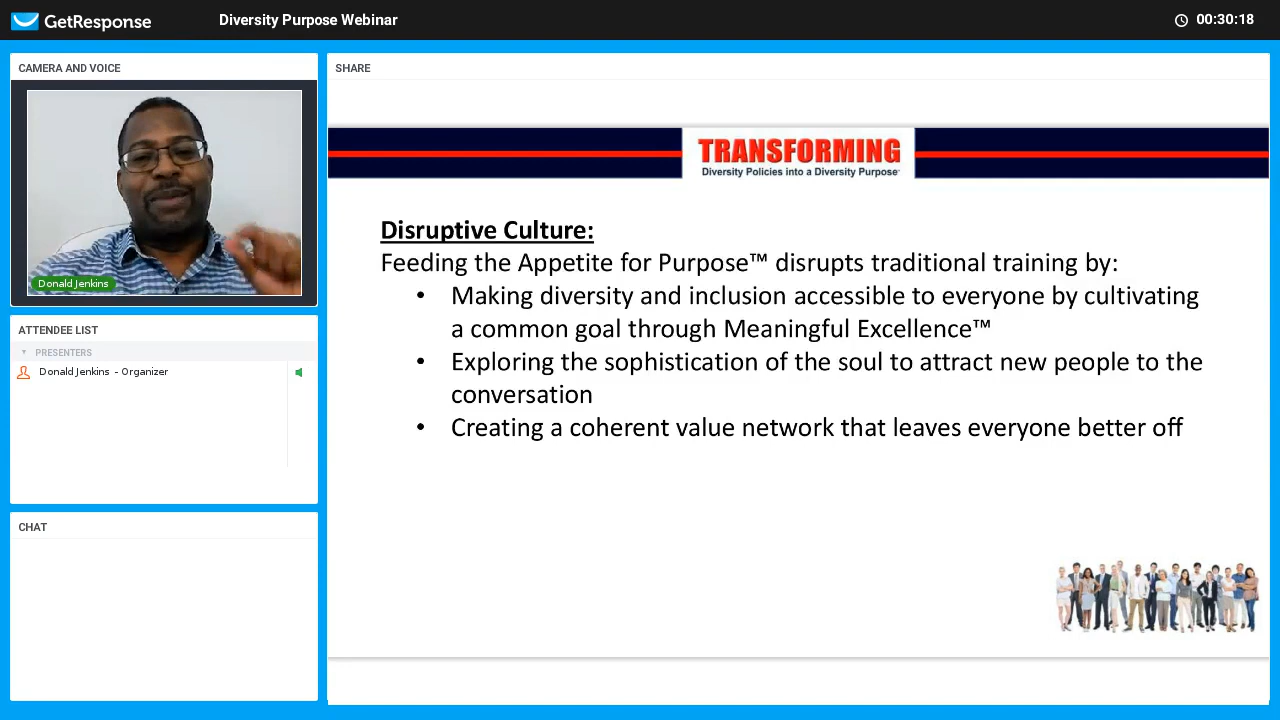 GetResponse
Diversity Purpose Webinar
00:30:18
CAMERA AND VOICE
Donald Jenkins
ATTENDEE LIST
PRESENTERS
Donald Jenkins - Organizer
CHAT
SHARE
TRANSFORMING
Diversity Policies into a Diversity Purpose
Disruptive Culture:
Feeding the Appetite for Purpose™ disrupts traditional training by:
• Making diversity and inclusion accessible to everyone by cultivating
a common goal through Meaningful Excellence™
• Exploring the sophistication of the soul to attract new people to the
conversation
• Creating a coherent value network that leaves everyone better off